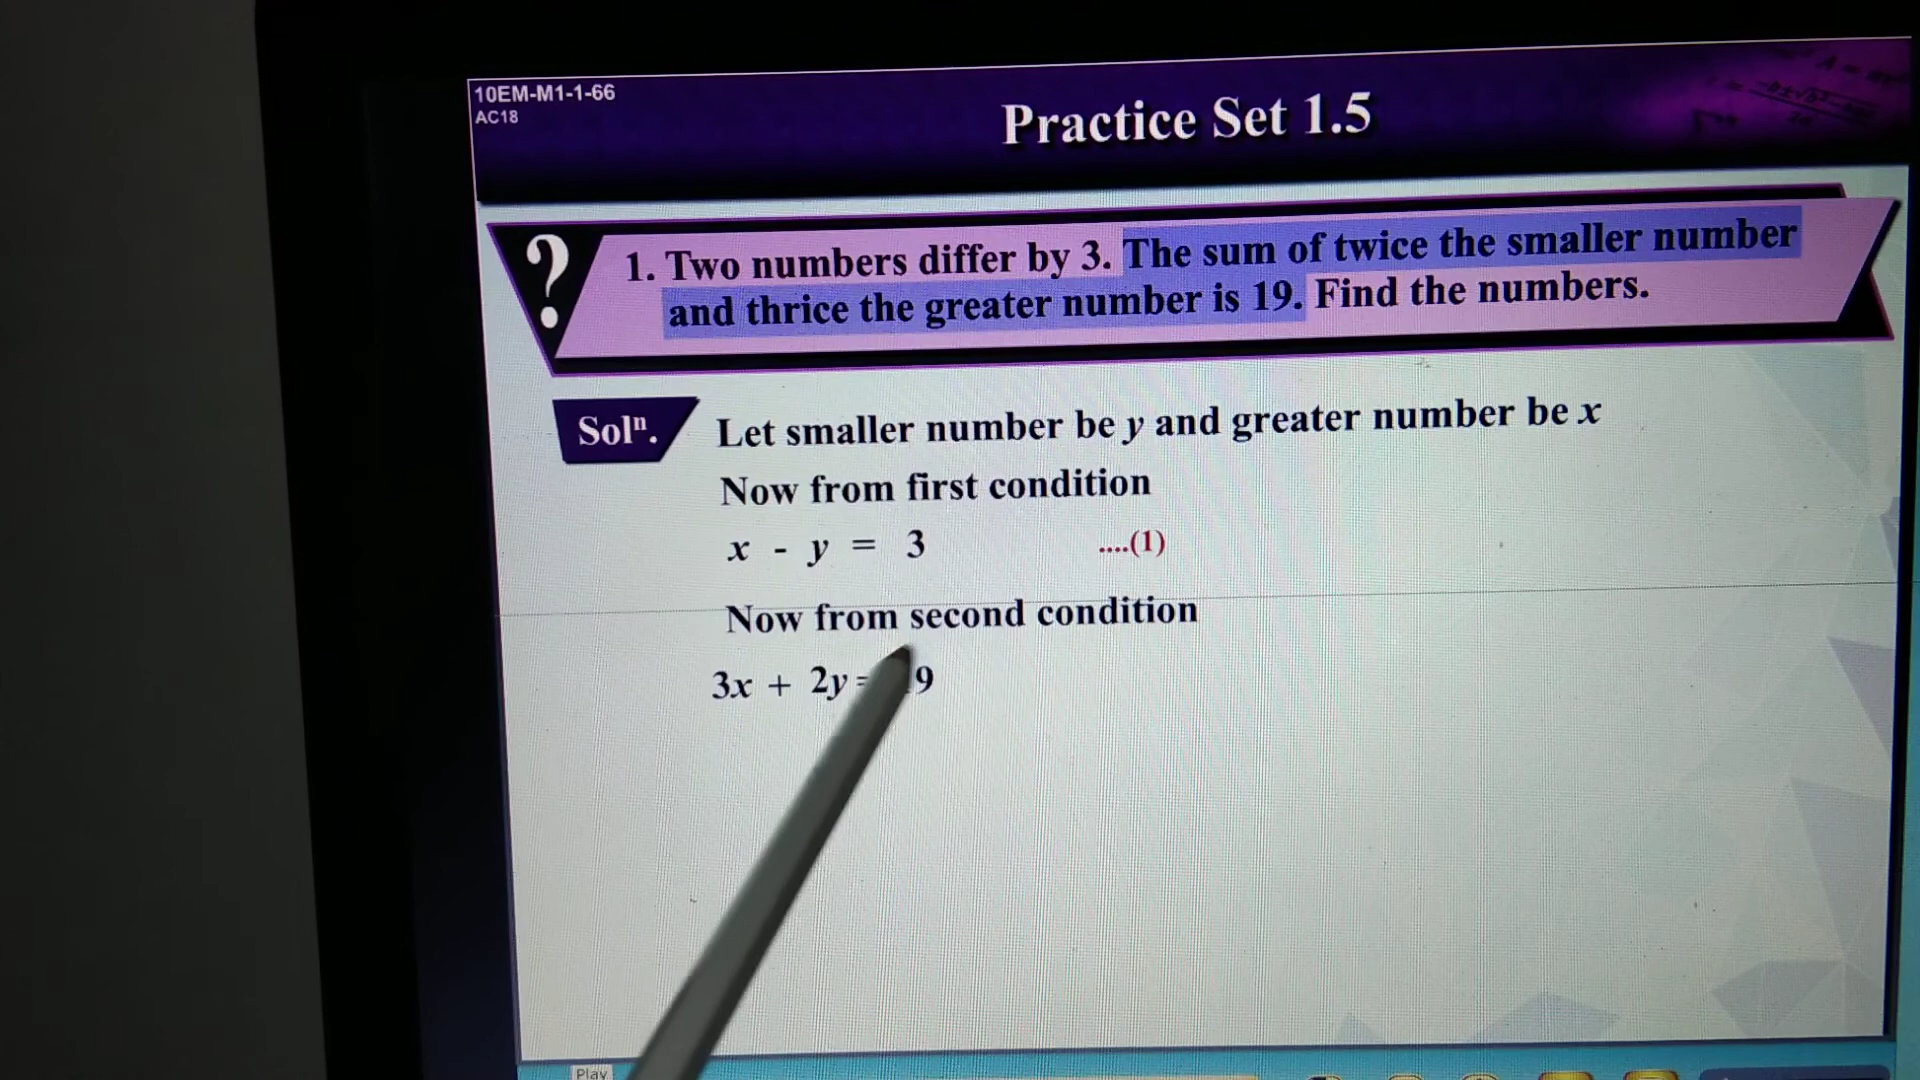 10EM-M1-1-66
AC18
Practice Set 1.5
?
1. Two numbers differ by 3. The sum of twice the smaller number
and thrice the greater number is 19. Find the numbers.
Solⁿ.
Let smaller number be y and greater number be x
Now from first condition
x - y = 3 ....(1)
Now from second condition
3x + 2y = 9
Play